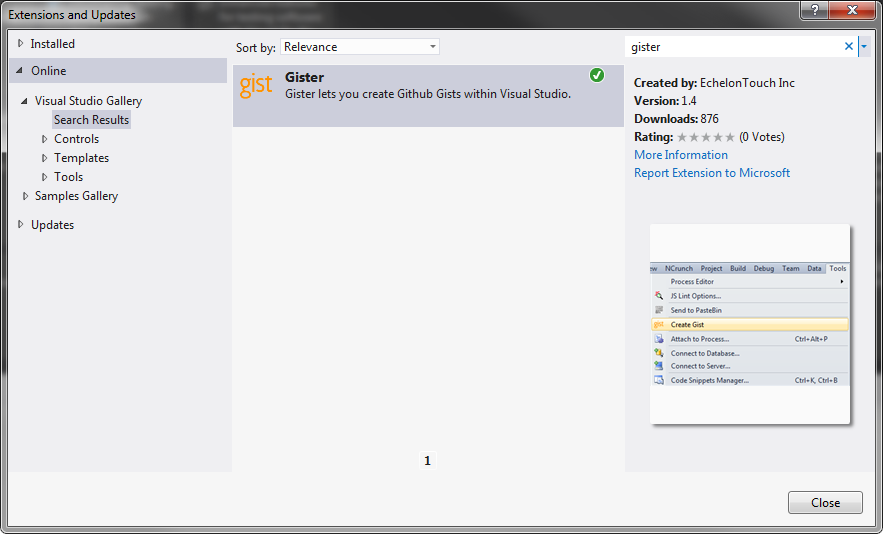 Extensions and Updates
Installed
Online
Visual Studio Gallery
Search Results
Controls
Templates
Tools
Samples Gallery
Updates
Sort by: Relevance
gist
Gister
Gister lets you create Github Gists within Visual Studio.
1
gister
Created by: EchelonTouch Inc
Version: 1.4
Downloads: 876
Rating: (0 Votes)
More Information
Report Extension to Microsoft
NCrunch Project Build Debug Team Data Tools
Process Editor
JS Lint Options...
Send to PasteBin
gist Create Gist
Attach to Process... Ctrl+Alt+P
Connect to Database...
Connect to Server...
Code Snippets Manager... Ctrl+K, Ctrl+B
Close